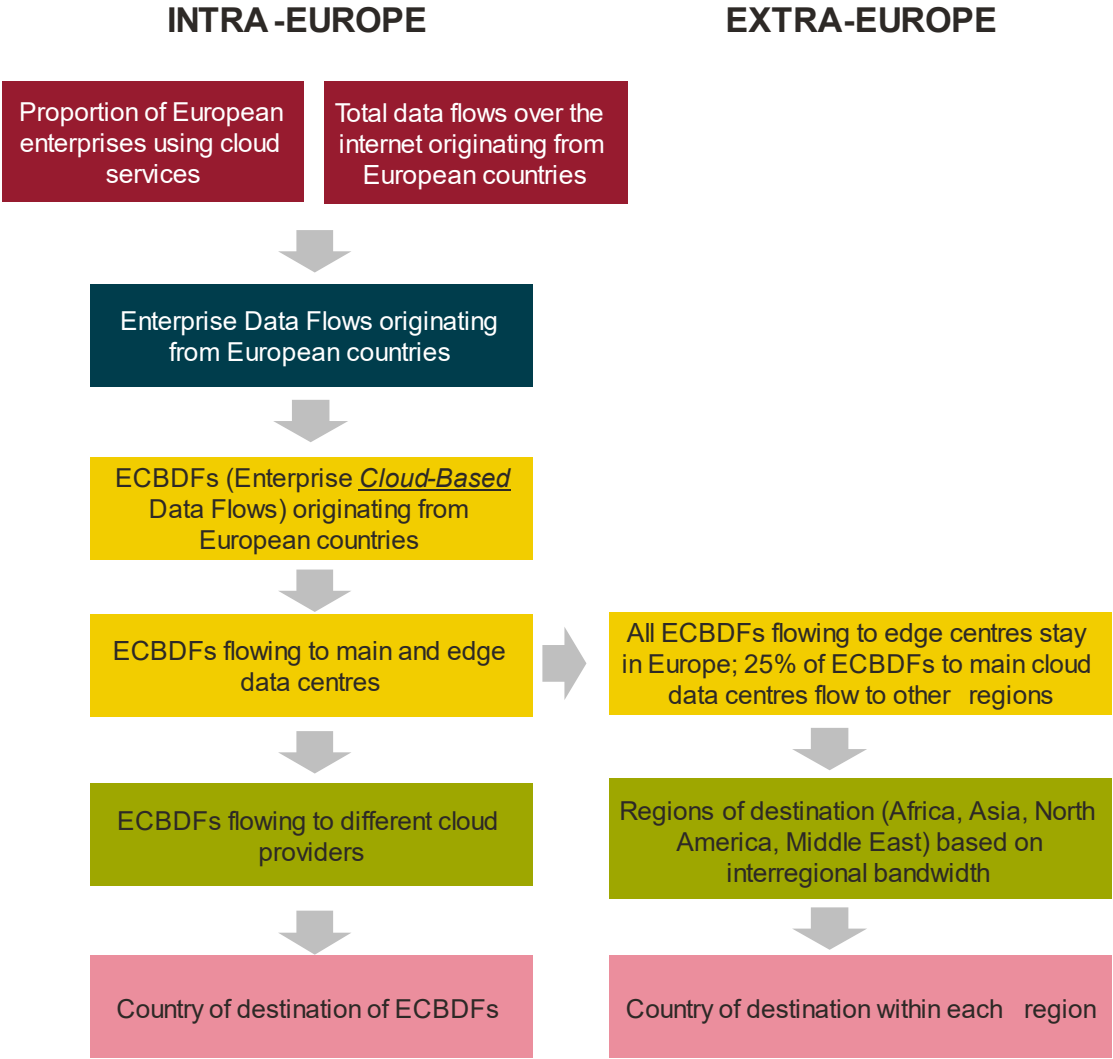 INTRA-EUROPE
EXTRA-EUROPE
Proportion of European
enterprises using cloud
services
Total data flows over the
internet originating from
European countries
Enterprise Data Flows originating
from European countries
ECBDFs (Enterprise Cloud-Based
Data Flows) originating from
European countries
ECBDFs flowing to main and edge
data centres
All ECBDFs flowing to edge centres stay
in Europe; 25% of ECBDFs to main cloud
data centres flow to other regions
ECBDFs flowing to different cloud
providers
Regions of destination (Africa, Asia, North
America, Middle East) based on
interregional bandwidth
Country of destination of ECBDFs
Country of destination within each region